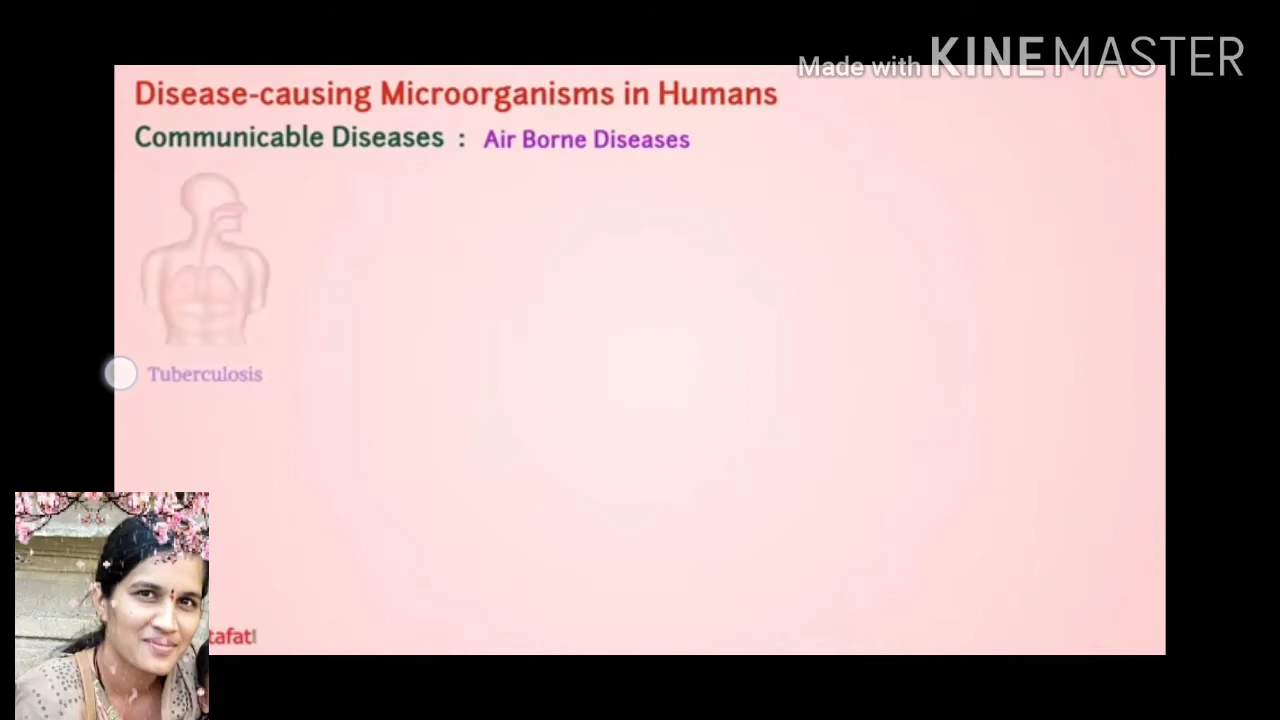 Made with KINEMASTER
Disease-causing Microorganisms in Humans
Communicable Diseases : Air Borne Diseases
Tuberculosis